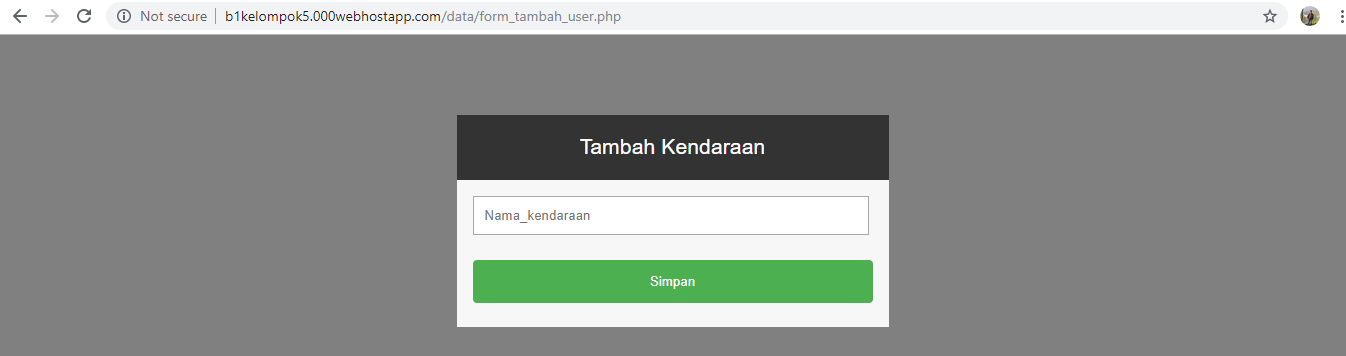 Not secure | b1kelompok5.000webhostapp.com/data/form_tambah_user.php
Tambah Kendaraan
Nama_kendaraan
Simpan